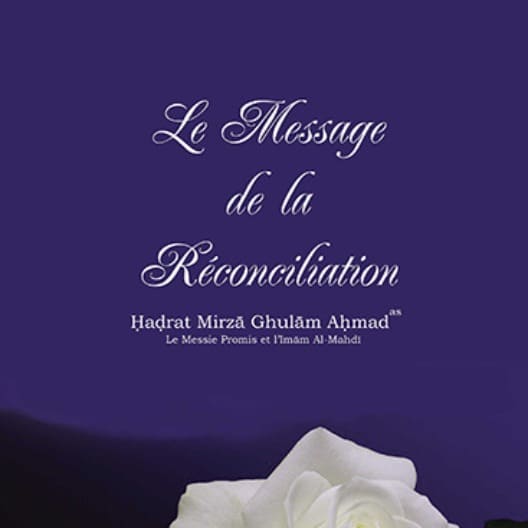 Le Message
de la
Réconciliation
Ḥaḍrat Mirzā Ghulām Aḥmad as
Le Messie Promis et l'Imām Al-Mahdī